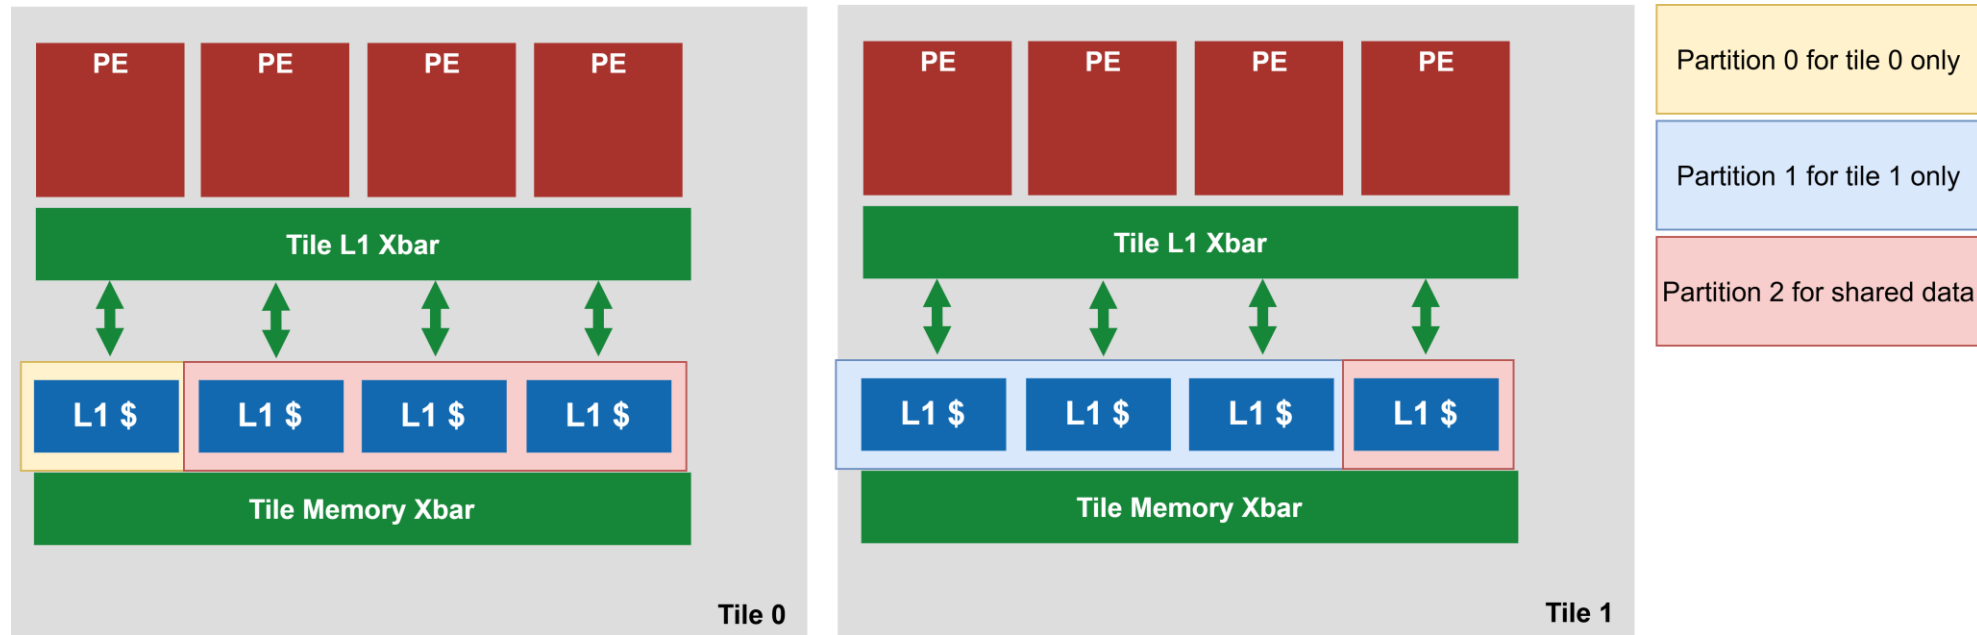 PE
PE
PE
PE
Tile L1 Xbar
L1 $
L1 $
L1 $
L1 $
Tile Memory Xbar
Tile 0
PE
PE
PE
PE
Tile L1 Xbar
L1 $
L1 $
L1 $
L1 $
Tile Memory Xbar
Tile 1
Partition 0 for tile 0 only
Partition 1 for tile 1 only
Partition 2 for shared data